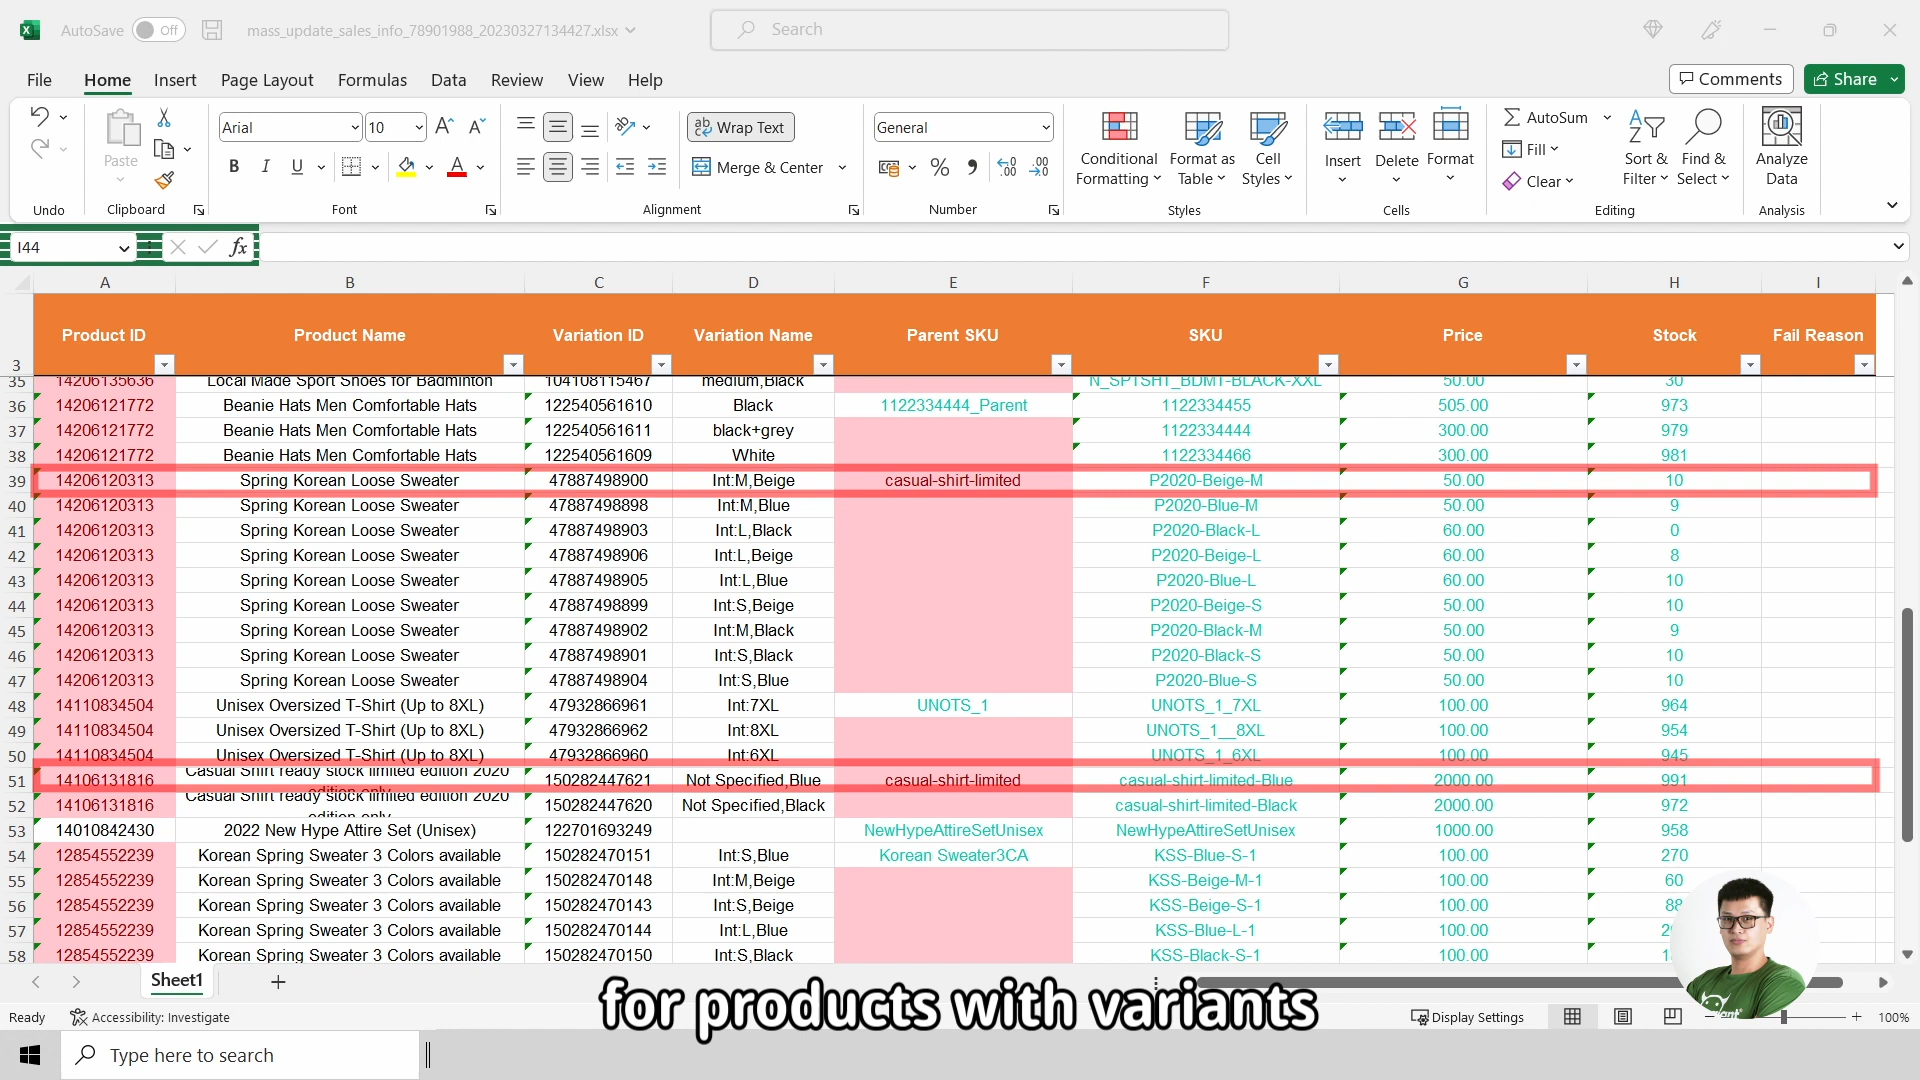 AutoSave Off mass_update_sales_info_78901988_20230327134427.xlsx Search
File Home Insert Page Layout Formulas Data Review View Help Comments Share
Paste Arial 10 Wrap Text General Conditional Formatting Format as Table Cell Styles Insert Delete Format AutoSum Fill Clear Sort & Filter Find & Select Analyze Data
B I U A Merge & Center %
Undo Clipboard Font Alignment Number Styles Cells Editing Analysis
I44 fx
A B C D E F G H I
3 Product ID Product Name Variation ID Variation Name Parent SKU SKU Price Stock Fail Reason
35 14206135636 Local Made Sport Shoes for Badminton 104108115467 medium,Black N_SPTSHT_BDMT-BLACK-XXL 50.00 30
36 14206121772 Beanie Hats Men Comfortable Hats 122540561610 Black 1122334444_Parent 1122334455 505.00 973
37 14206121772 Beanie Hats Men Comfortable Hats 122540561611 black+grey 1122334444 300.00 979
38 14206121772 Beanie Hats Men Comfortable Hats 122540561609 White 1122334466 300.00 981
39 14206120313 Spring Korean Loose Sweater 47887498900 Int:M,Beige casual-shirt-limited P2020-Beige-M 50.00 10
40 14206120313 Spring Korean Loose Sweater 47887498898 Int:M,Blue P2020-Blue-M 50.00 9
41 14206120313 Spring Korean Loose Sweater 47887498903 Int:L,Black P2020-Black-L 60.00 0
42 14206120313 Spring Korean Loose Sweater 47887498906 Int:L,Beige P2020-Beige-L 60.00 8
43 14206120313 Spring Korean Loose Sweater 47887498905 Int:L,Blue P2020-Blue-L 60.00 10
44 14206120313 Spring Korean Loose Sweater 47887498899 Int:S,Beige P2020-Beige-S 50.00 10
45 14206120313 Spring Korean Loose Sweater 47887498902 Int:M,Black P2020-Black-M 50.00 9
46 14206120313 Spring Korean Loose Sweater 47887498901 Int:S,Black P2020-Black-S 50.00 10
47 14206120313 Spring Korean Loose Sweater 47887498904 Int:S,Blue P2020-Blue-S 50.00 10
48 14110834504 Unisex Oversized T-Shirt (Up to 8XL) 47932866961 Int:7XL UNOTS_1 UNOTS_1_7XL 100.00 964
49 14110834504 Unisex Oversized T-Shirt (Up to 8XL) 47932866962 Int:8XL UNOTS_1__8XL 100.00 954
50 14110834504 Unisex Oversized T-Shirt (Up to 8XL) 47932866960 Int:6XL UNOTS_1_6XL 100.00 945
51 14106131816 Casual Shirt ready stock limited edition 2020 edition only 150282447621 Not Specified,Blue casual-shirt-limited casual-shirt-limited-Blue 2000.00 991
52 14106131816 Casual Shirt ready stock limited edition 2020 edition only 150282447620 Not Specified,Black casual-shirt-limited-Black 2000.00 972
53 14010842430 2022 New Hype Attire Set (Unisex) 122701693249 NewHypeAttireSetUnisex NewHypeAttireSetUnisex 1000.00 958
54 12854552239 Korean Spring Sweater 3 Colors available 150282470151 Int:S,Blue Korean Sweater3CA KSS-Blue-S-1 100.00 270
55 12854552239 Korean Spring Sweater 3 Colors available 150282470148 Int:M,Beige KSS-Beige-M-1 100.00 60
56 12854552239 Korean Spring Sweater 3 Colors available 150282470143 Int:S,Beige KSS-Beige-S-1 100.00
57 12854552239 Korean Spring Sweater 3 Colors available 150282470144 Int:L,Blue KSS-Blue-L-1 100.00
58 12854552239 Korean Spring Sweater 3 Colors available 150282470150 Int:S,Black KSS-Black-S-1 100.00
Sheet1
for products with variants
Ready Accessibility: Investigate Display Settings 100%
Type here to search